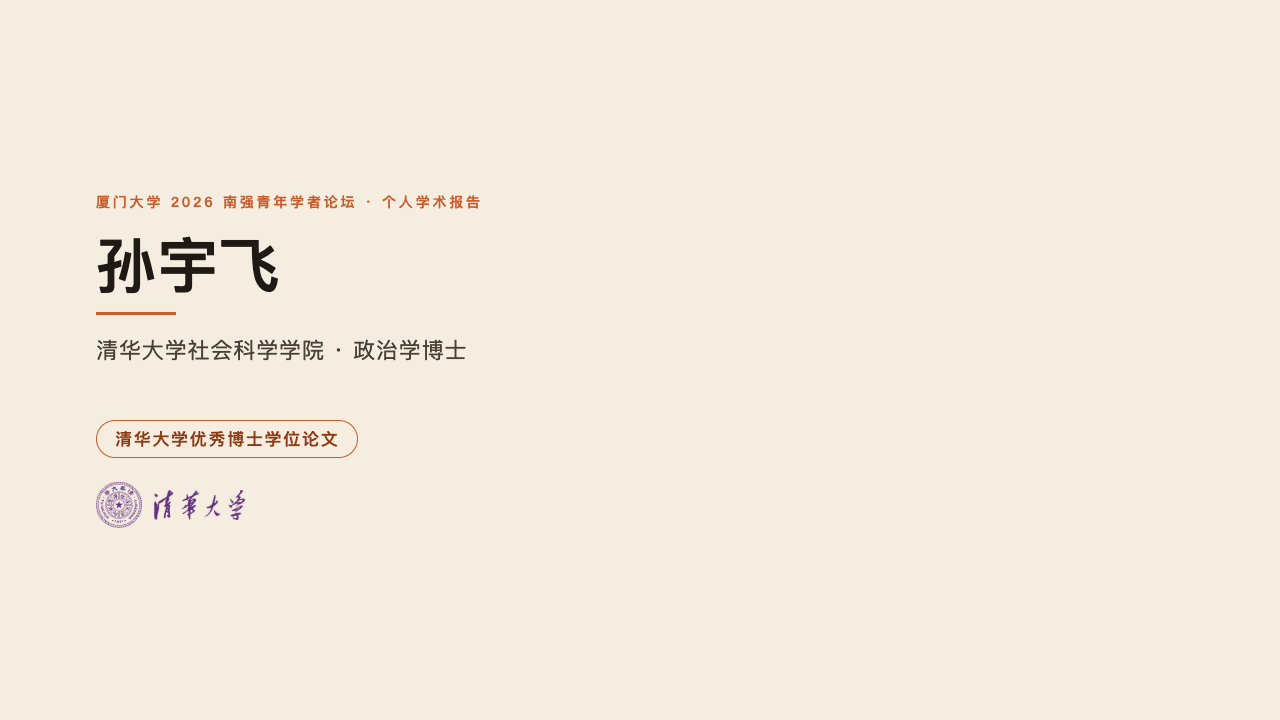 厦门大学 2026 南强青年学者论坛 · 个人学术报告
孙宇飞
清华大学社会科学学院 · 政治学博士
清华大学优秀博士学位论文
清華大学